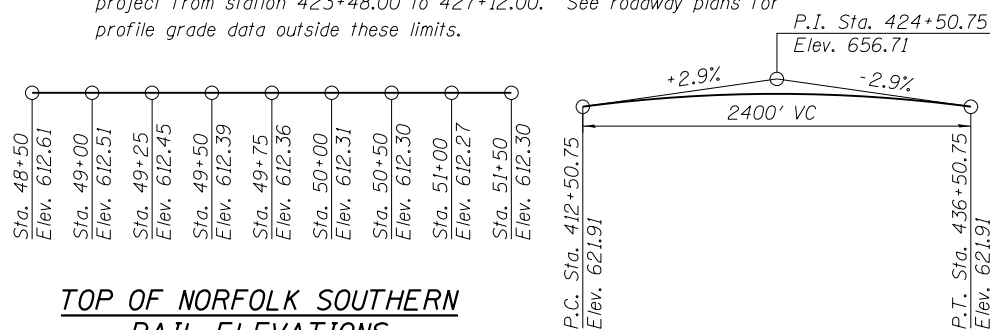 project from station 423+48.00 to 427+12.00. See roadway plans for
profile grade data outside these limits.
P.I. Sta. 424+50.75
Elev. 656.71
+2.9%
-2.9%
2400' VC
Sta. 48+50
Elev. 612.61
Sta. 49+00
Elev. 612.51
Sta. 49+25
Elev. 612.45
Sta. 49+50
Elev. 612.39
Sta. 49+75
Elev. 612.36
Sta. 50+00
Elev. 612.31
Sta. 50+50
Elev. 612.30
Sta. 51+00
Elev. 612.27
Sta. 51+50
Elev. 612.30
P.C. Sta. 412+50.75
Elev. 621.91
P.T. Sta. 436+50.75
Elev. 621.91
TOP OF NORFOLK SOUTHERN
RAIL ELEVATIONS